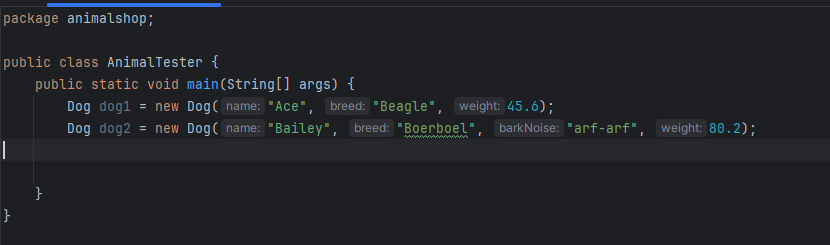 package animalshop;
public class AnimalTester {
public static void main(String[] args) {
Dog dog1 = new Dog( name: "Ace", breed: "Beagle", weight: 45.6);
Dog dog2 = new Dog( name: "Bailey", breed: "Boerboel", barkNoise: "arf-arf", weight: 80.2);
}
}